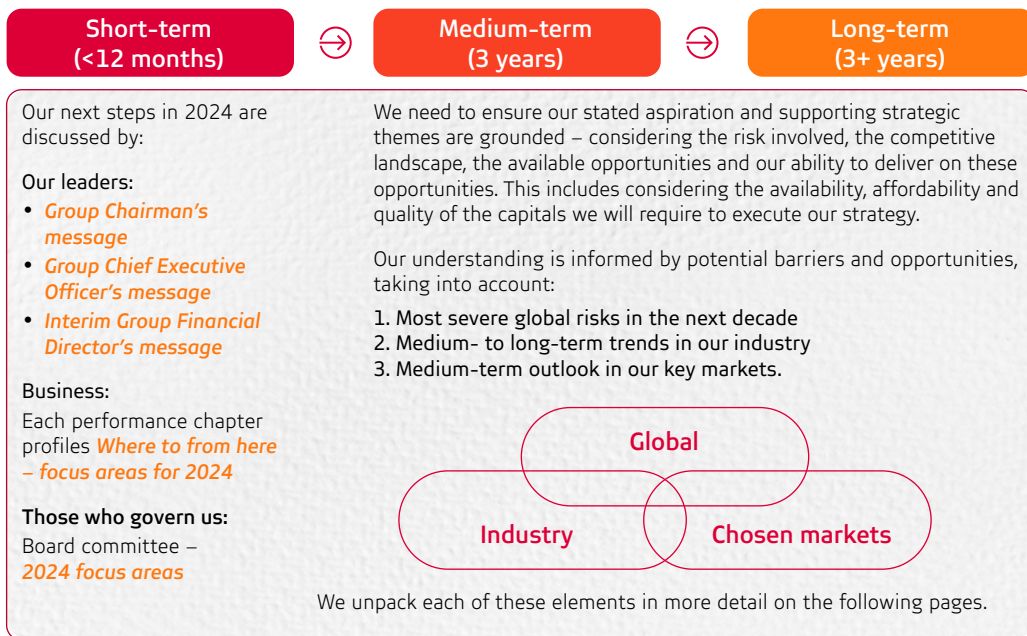 Short-term
(<12 months)
Medium-term
(3 years)
Long-term
(3+ years)
Our next steps in 2024 are
discussed by:
Our leaders:
• Group Chairman's
message
• Group Chief Executive
Officer's message
• Interim Group Financial
Director's message
Business:
Each performance chapter
profiles Where to from here
– focus areas for 2024
Those who govern us:
Board committee –
2024 focus areas
We need to ensure our stated aspiration and supporting strategic
themes are grounded – considering the risk involved, the competitive
landscape, the available opportunities and our ability to deliver on these
opportunities. This includes considering the availability, affordability and
quality of the capitals we will require to execute our strategy.
Our understanding is informed by potential barriers and opportunities,
taking into account:
1. Most severe global risks in the next decade
2. Medium- to long-term trends in our industry
3. Medium-term outlook in our key markets.
Global
Industry
Chosen markets
We unpack each of these elements in more detail on the following pages.